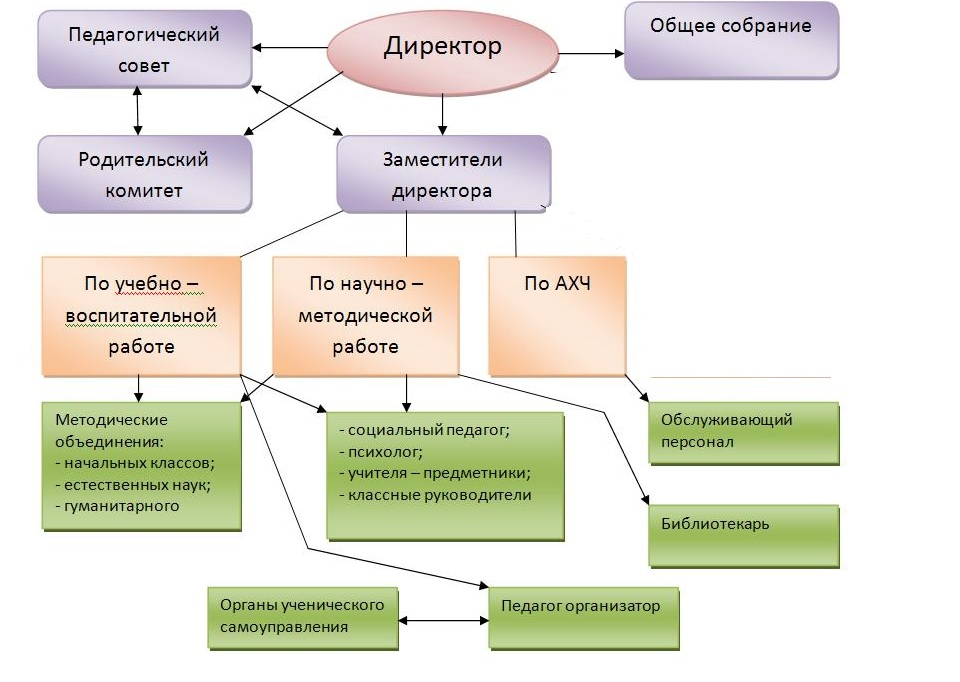 Педагогический
совет
Директор
Общее собрание
Родительский
комитет
Заместители
директора
По учебно –
воспитательной
работе
По научно –
методической
работе
По АХЧ
Методические
объединения:
- начальных классов;
- естественных наук;
- гуманитарного
- социальный педагог;
- психолог;
- учителя – предметники;
- классные руководители
Обслуживающий
персонал
Библиотекарь
Органы ученического
самоуправления
Педагог организатор